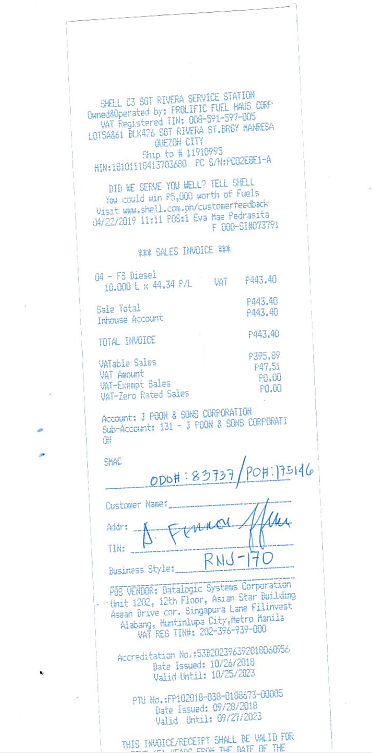 SHELL C3 SGT RIVERA SERVICE STATION
Owned&Operated by: PROLIFIC FUEL HAUS CORP
VAT Registered TIN: 008-591-597-005
LOT5A&61 BLK476 SGT RIVERA ST.BRGY MANRESA
QUEZON CITY
Ship to # 11910995
MIN:18101118413703680 PC S/N:PC02E8E1-A
DID WE SERVE YOU WELL? TELL SHELL
You could win P5,000 worth of Fuels
Visit www.shell.com.ph/customerfeedback
04/22/2019 11:11 POS:1 Eva Mae Pedrasita
F 000-SIN073791
*** SALES INVOICE ***
04 - FS Diesel
10.000 L x 44.34 P/L VAT P443.40
Sale Total P443.40
Inhouse Account P443.40
TOTAL INVOICE P443.40
VATable Sales P395.89
VAT Amount P47.51
VAT-Exempt Sales P0.00
VAT-Zero Rated Sales P0.00
Account: J POON & SONS CORPORATION
Sub-Account: 131 - J POON & SONS CORPORATI
ON
SMAC
ODO#: 83737/PO#:175146
Customer Name:
Addr:
TIN:
Business Style: RNJ-170
POS VENDOR: Datalogic Systems Corporation
Unit 1202, 12th Floor, Asian Star Building
Asean Drive cor. Singapura Lane Filinvest
Alabang, Muntinlupa City,Metro Manila
VAT REG TIN#: 202-396-939-000
Accreditation No.:53B202396392018060956
Date Issued: 10/26/2018
Valid Until: 10/25/2023
PTU No.:FP102018-038-0188673-00005
Date Issued: 09/28/2018
Valid Until: 09/27/2023
THIS INVOICE/RECEIPT SHALL BE VALID FOR
YEARS FROM THE DATE OF THE